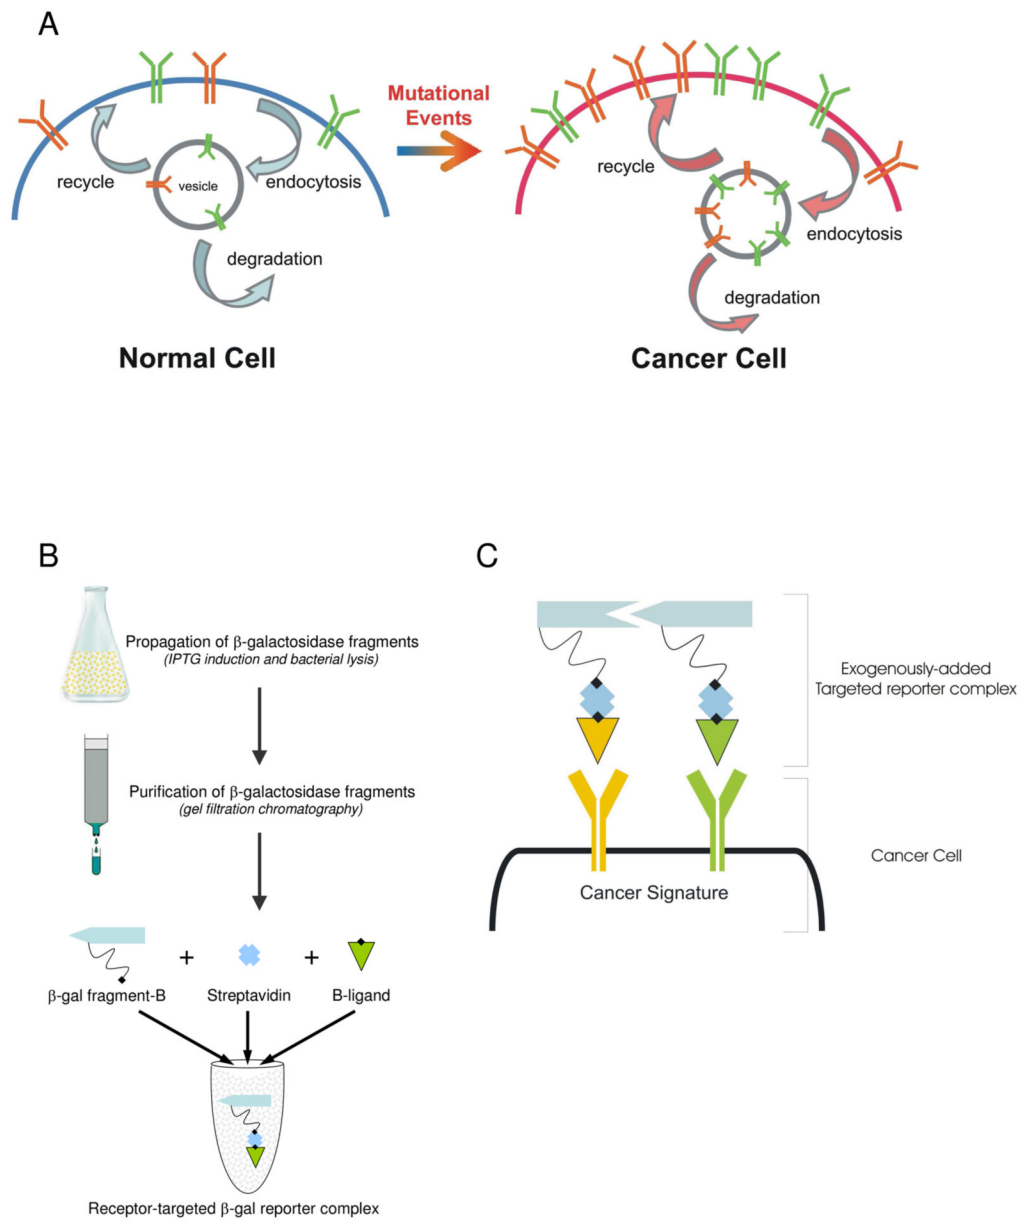 A
Mutational
Events
recycle
vesicle
endocytosis
degradation
Normal Cell
recycle
endocytosis
degradation
Cancer Cell
B
Propagation of β-galactosidase fragments
(IPTG induction and bacterial lysis)
Purification of β-galactosidase fragments
(gel filtration chromatography)
+
+
β-gal fragment-B
Streptavidin
B-ligand
Receptor-targeted β-gal reporter complex
C
Exogenously-added
Targeted reporter complex
Cancer Cell
Cancer Signature